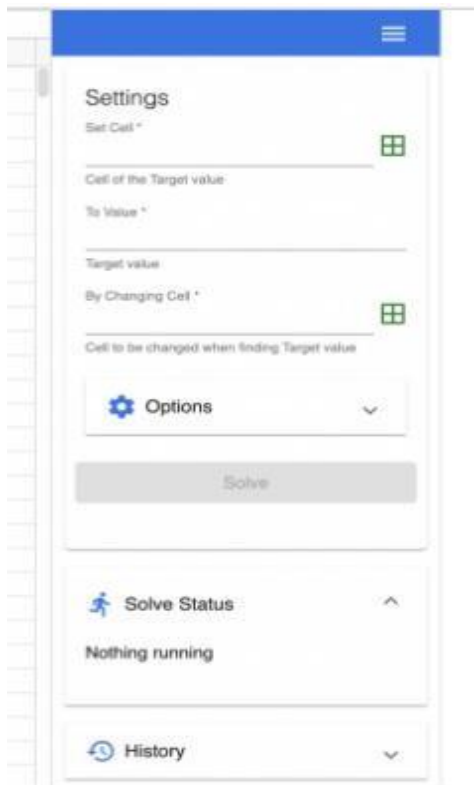 Settings
Set Cell *
Cell of the Target value
To Value *
Target value
By Changing Cell *
Cell to be changed when finding Target value
Options
Solve
Solve Status
Nothing running
History